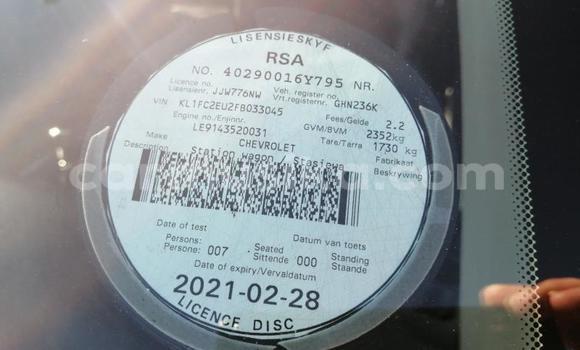 LISENSIESKYF
RSA
NO. 40290016Y795 NR.
Licence no. Veh. register no.
Lisensienr. JJW776NW Vrt.registernr. GHN236K
VIN KL1FC2EU2FB033045 Fees/Gelde 2.2
Engine no./Enjinnr. GVM/BVM 2352kg
LE9143520031 Tare/Tarra 1730 kg
Make CHEVROLET Fabrikaat
Description Station wagon / Stasiewa Beskrywing
Date of test Datum van toets
Persons: Seated Standing
Persone: 007 Sittende 000 Staande
Date of expiry/Vervaldatum
2021-02-28
LICENCE DISC